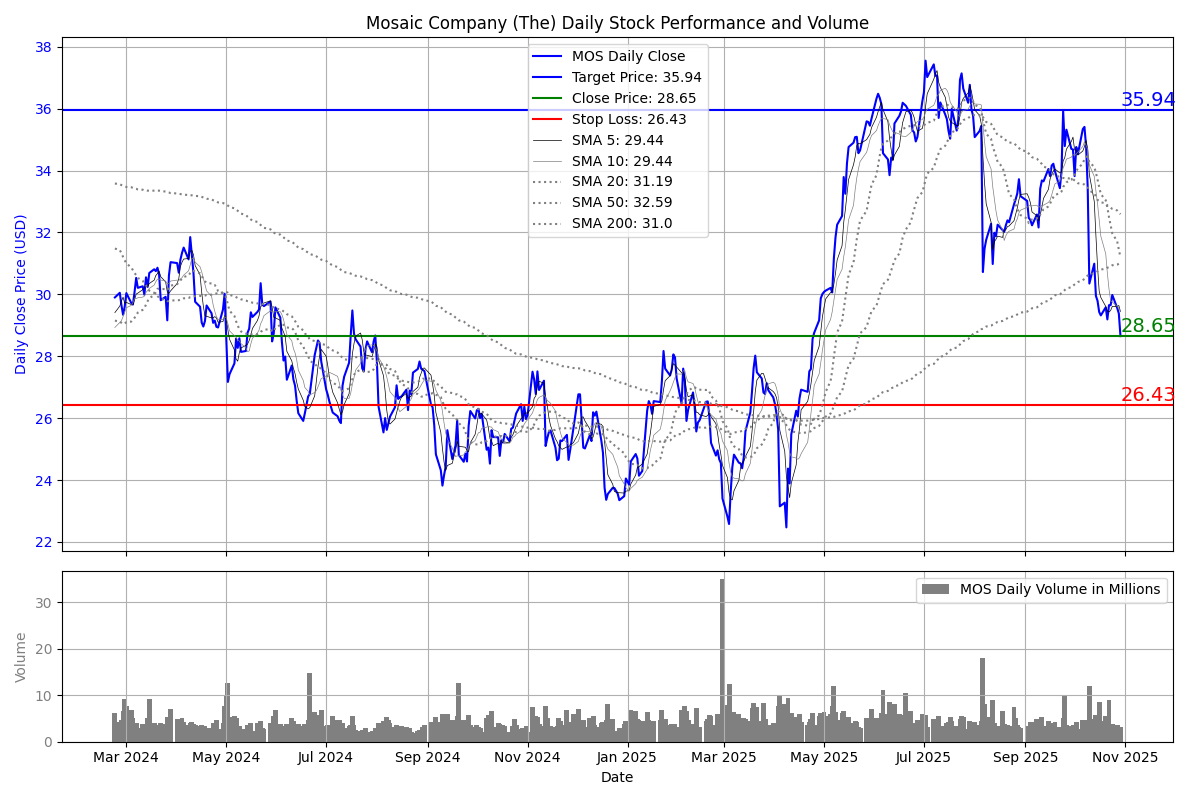 Mosaic Company (The) Daily Stock Performance and Volume
Daily Close Price (USD)
38
36
34
32
30
28
26
24
22
MOS Daily Close
Target Price: 35.94
Close Price: 28.65
Stop Loss: 26.43
SMA 5: 29.44
SMA 10: 29.44
SMA 20: 31.19
SMA 50: 32.59
SMA 200: 31.0
35.94
28.65
26.43
Volume
30
20
10
0
MOS Daily Volume in Millions
Mar 2024
May 2024
Jul 2024
Sep 2024
Nov 2024
Jan 2025
Mar 2025
May 2025
Jul 2025
Sep 2025
Nov 2025
Date